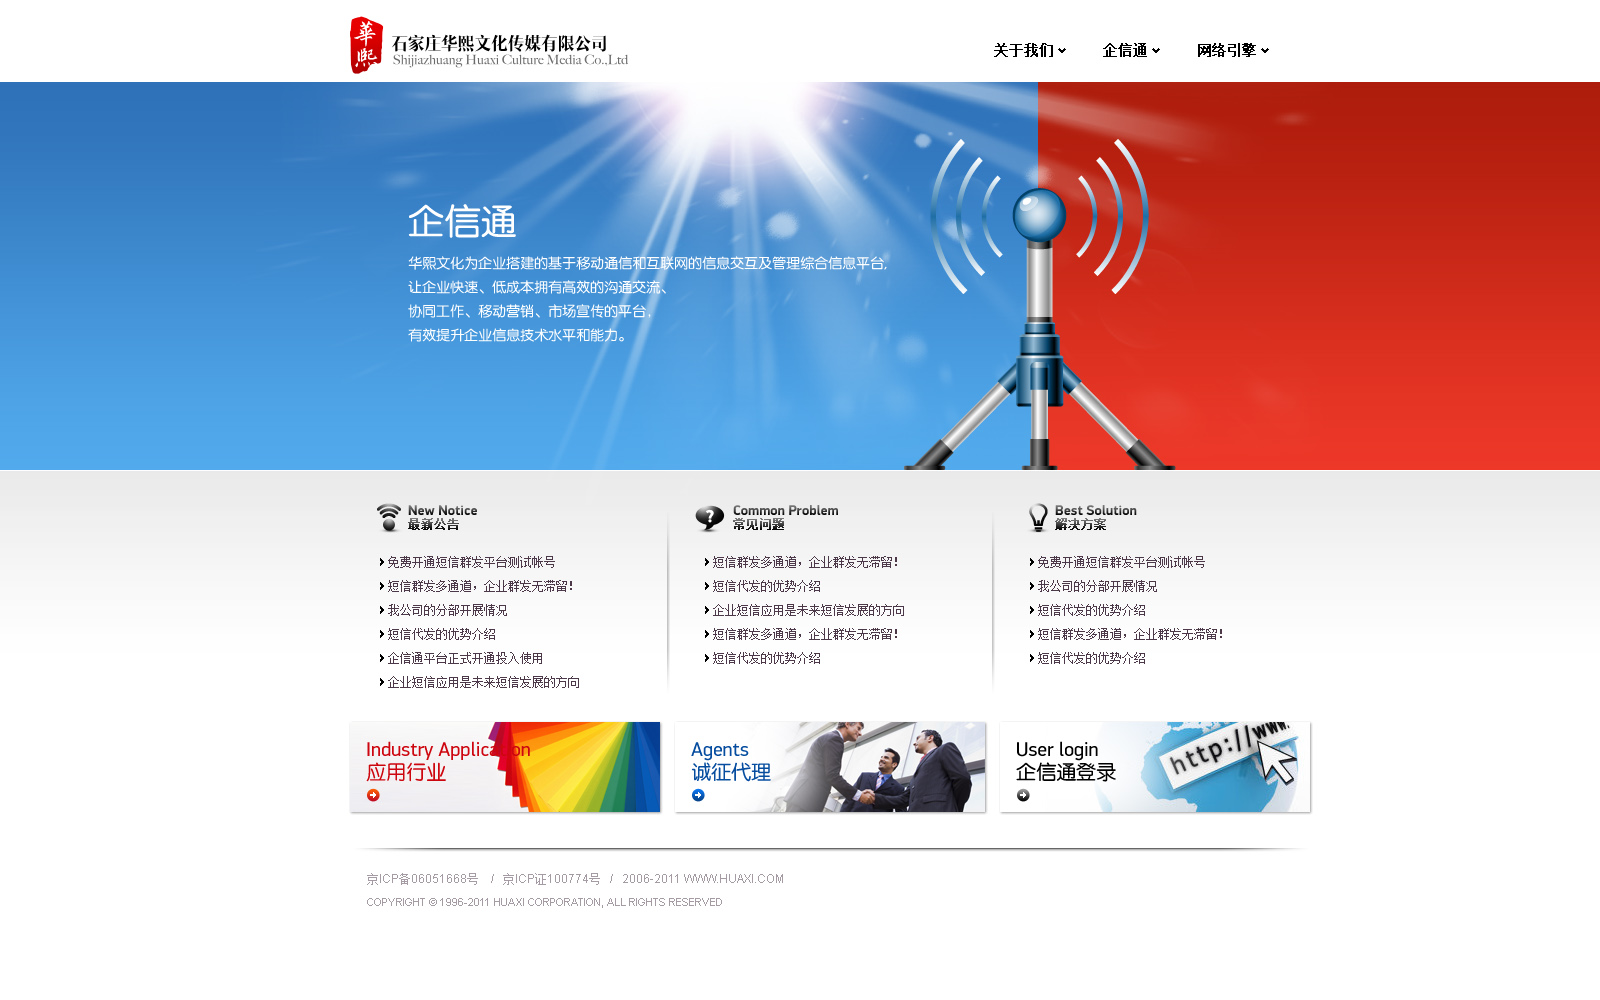 華熙
石家庄华熙文化传媒有限公司
Shijiazhuang Huaxi Culture Media Co.,Ltd
关于我们
企信通
网络引擎
企信通
华熙文化为企业搭建的基于移动通信和互联网的信息交互及管理综合信息平台,
让企业快速、低成本拥有高效的沟通交流、
协同工作、移动营销、市场宣传的平台,
有效提升企业信息技术水平和能力。
New Notice
最新公告
免费开通短信群发平台测试帐号
短信群发多通道，企业群发无滞留！
我公司的分部开展情况
短信代发的优势介绍
企信通平台正式开通投入使用
企业短信应用是未来短信发展的方向
Common Problem
常见问题
短信群发多通道，企业群发无滞留！
短信代发的优势介绍
企业短信应用是未来短信发展的方向
短信群发多通道，企业群发无滞留！
短信代发的优势介绍
Best Solution
解决方案
免费开通短信群发平台测试帐号
我公司的分部开展情况
短信代发的优势介绍
短信群发多通道，企业群发无滞留！
短信代发的优势介绍
Industry Application
应用行业
Agents
诚征代理
User login
企信通登录
http://www.
京ICP备06051668号 / 京ICP证100774号 / 2006-2011 WWW.HUAXI.COM
COPYRIGHT © 1996-2011 HUAXI CORPORATION, ALL RIGHTS RESERVED